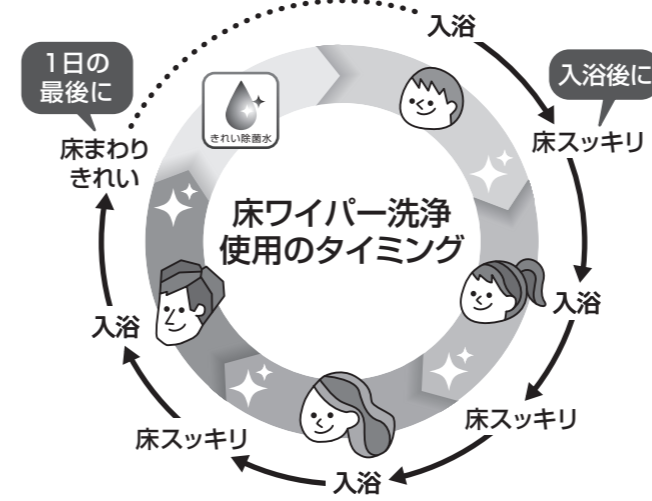 入浴
1日の
最後に
入浴後に
きれい除菌水
床まわり
きれい
床スッキリ
床ワイパー洗浄
使用のタイミング
入浴
入浴
床スッキリ
床スッキリ
入浴